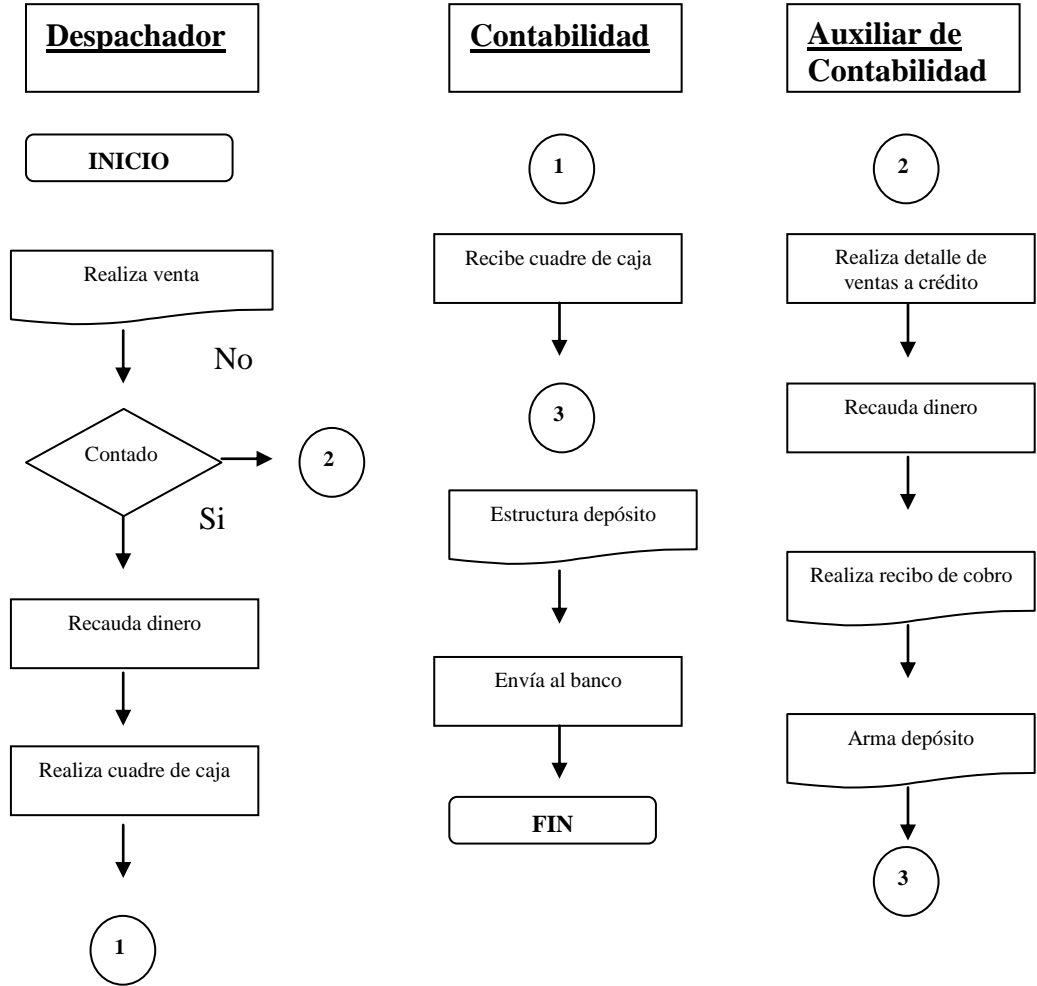 Despachador
INICIO
Realiza venta
No
Contado
2
Si
Recauda dinero
Realiza cuadre de caja
1
Contabilidad
1
Recibe cuadre de caja
3
Estructura depósito
Envía al banco
FIN
Auxiliar de
Contabilidad
2
Realiza detalle de
ventas a crédito
Recauda dinero
Realiza recibo de cobro
Arma depósito
3